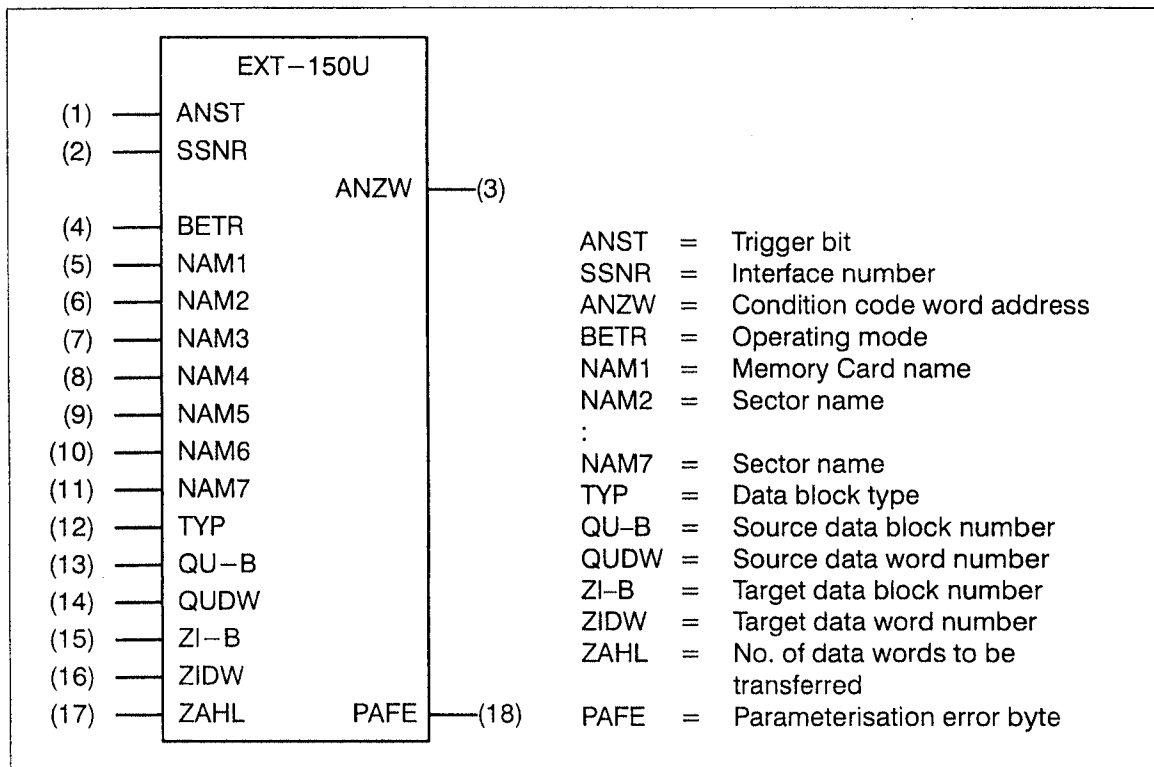 EXT–150U
(1) ANST
(2) SSNR
ANZW (3)
(4) BETR
(5) NAM1
(6) NAM2
(7) NAM3
(8) NAM4
(9) NAM5
(10) NAM6
(11) NAM7
(12) TYP
(13) QU–B
(14) QUDW
(15) ZI–B
(16) ZIDW
(17) ZAHL PAFE (18)
ANST = Trigger bit
SSNR = Interface number
ANZW = Condition code word address
BETR = Operating mode
NAM1 = Memory Card name
NAM2 = Sector name
:
NAM7 = Sector name
TYP = Data block type
QU–B = Source data block number
QUDW = Source data word number
ZI–B = Target data block number
ZIDW = Target data word number
ZAHL = No. of data words to be
transferred
PAFE = Parameterisation error byte